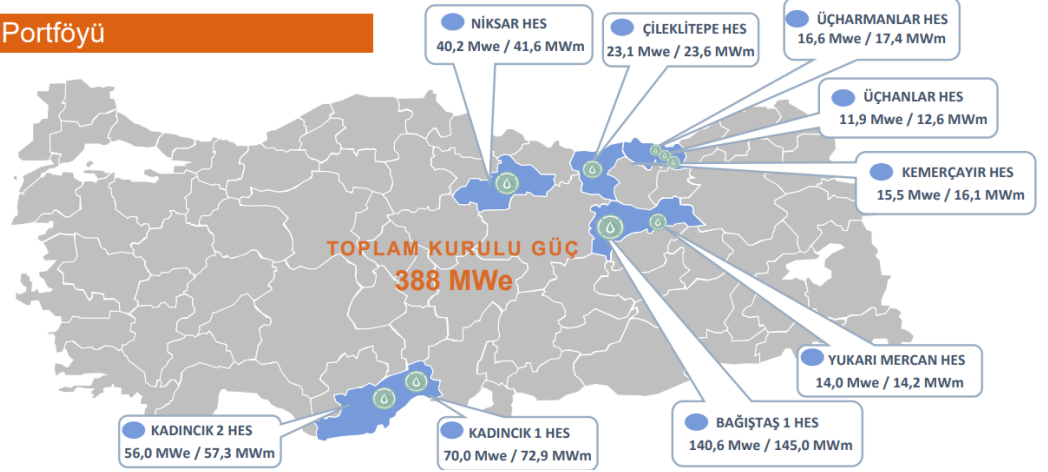 Portföyü
NİKSAR HES
40,2 Mwe / 41,6 MWm
ÇİLEKLİTEPE HES
23,1 Mwe / 23,6 MWm
ÜÇHARMANLAR HES
16,6 Mwe / 17,4 MWm
ÜÇHANLAR HES
11,9 Mwe / 12,6 MWm
KEMERÇAYIR HES
15,5 Mwe / 16,1 MWm
TOPLAM KURULU GÜÇ
388 MWe
YUKARI MERCAN HES
14,0 Mwe / 14,2 MWm
BAĞIŞTAŞ 1 HES
140,6 Mwe / 145,0 MWm
KADINCIK 2 HES
56,0 MWe / 57,3 MWm
KADINCIK 1 HES
70,0 Mwe / 72,9 MWm